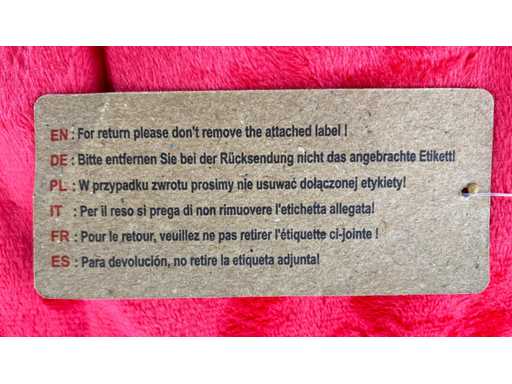 EN : For return please don't remove the attached label !
DE : Bitte entfernen Sie bei der Rücksendung nicht das angebrachte Etikett!
PL : W przypadku zwrotu prosimy nie usuwać dołączonej etykiety!
IT : Per il reso si prega di non rimuovere l'etichetta allegata!
FR : Pour le retour, veuillez ne pas retirer l'étiquette ci-jointe !
ES : Para devolución, no retire la etiqueta adjunta!